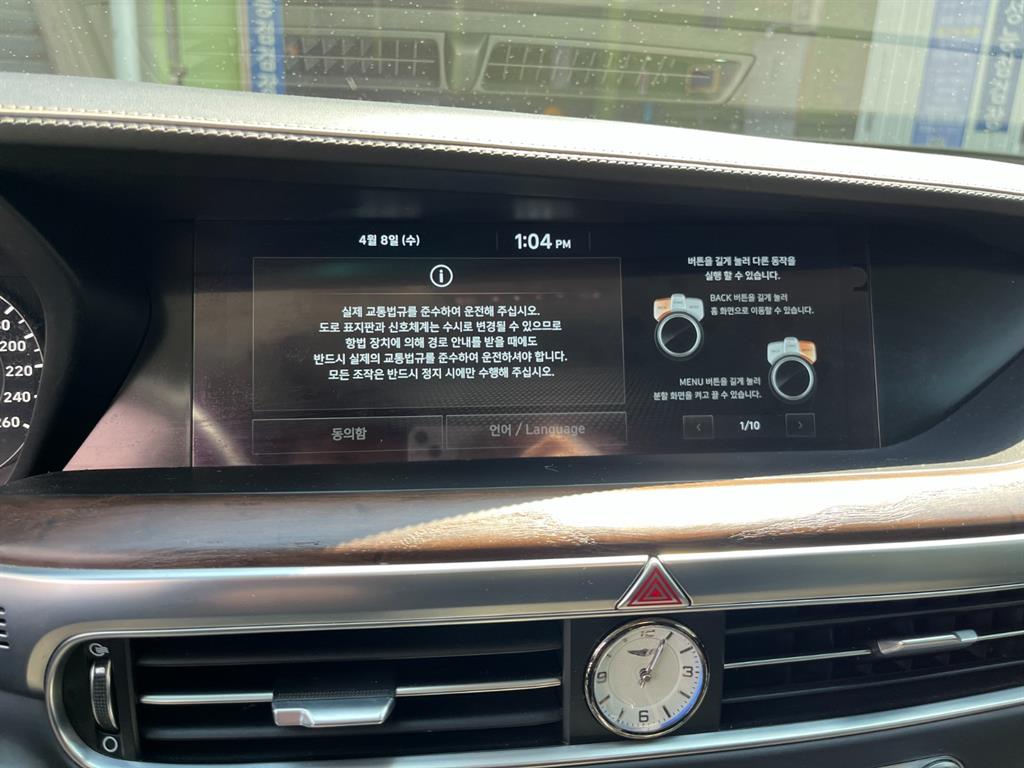 4월 8일 (수)
1:04 PM
실제 교통법규를 준수하여 운전해 주십시오.
도로 표지판과 신호체계는 수시로 변경될 수 있으므로
항법 장치에 의해 경로 안내를 받을 때에도
반드시 실제의 교통법규를 준수하여 운전하셔야 합니다.
모든 조작은 반드시 정지 시에만 수행해 주십시오.
동의함
언어 / Language
버튼을 길게 눌러 다른 동작을
실행 할 수 있습니다.
BACK 버튼을 길게 눌러
홈 화면으로 이동할 수 있습니다.
MENU 버튼을 길게 눌러
분할 화면을 켜고 끌 수 있습니다.
1/10
200
220
240
260
12
3
6
9